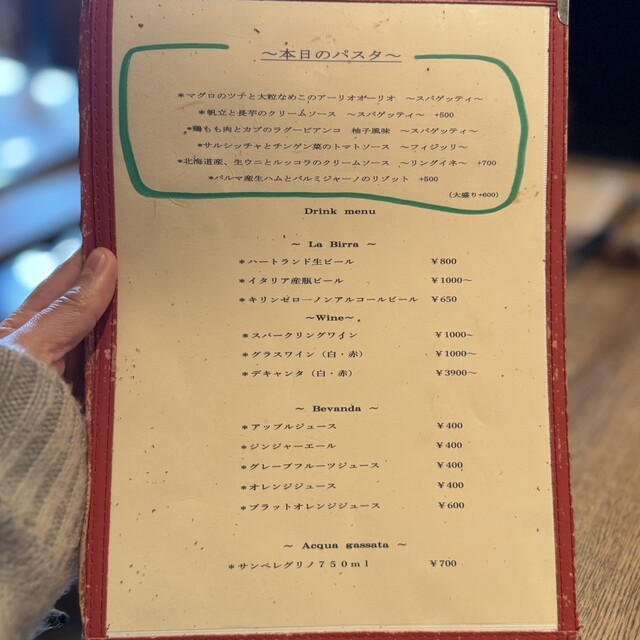 ～本日のパスタ～
＊マグロのツナと大粒なめこのアーリオオーリオ　～スパゲッティ～
＊帆立と長芋のクリームソース　～スパゲッティ～　+500
＊鶏もも肉とカブのラグービアンコ　柚子風味　～スパゲッティ～
＊サルシッチャとチンゲン菜のトマトソース　～フィジッリ～
＊北海道産、生ウニとルッコラのクリームソース　～リングイネ～　+700
＊パルマ産生ハムとパルミジャーノのリゾット　+500
（大盛り+600）
Drink menu
～ La Birra ～
＊ハートランド生ビール　￥800
＊イタリア産瓶ビール　￥1000～
＊キリンゼローノンアルコールビール　￥650
～Wine～.
＊スパークリングワイン　￥1000～
＊グラスワイン（白・赤）　￥1000～
＊デキャンタ（白・赤）　￥3900～
～ Bevanda ～
＊アップルジュース　￥400
＊ジンジャーエール　￥400
＊グレープフルーツジュース　￥400
＊オレンジジュース　￥400
＊ブラットオレンジジュース　￥600
～ Acqua gassata ～
＊サンペレグリノ７５０ｍｌ　￥700